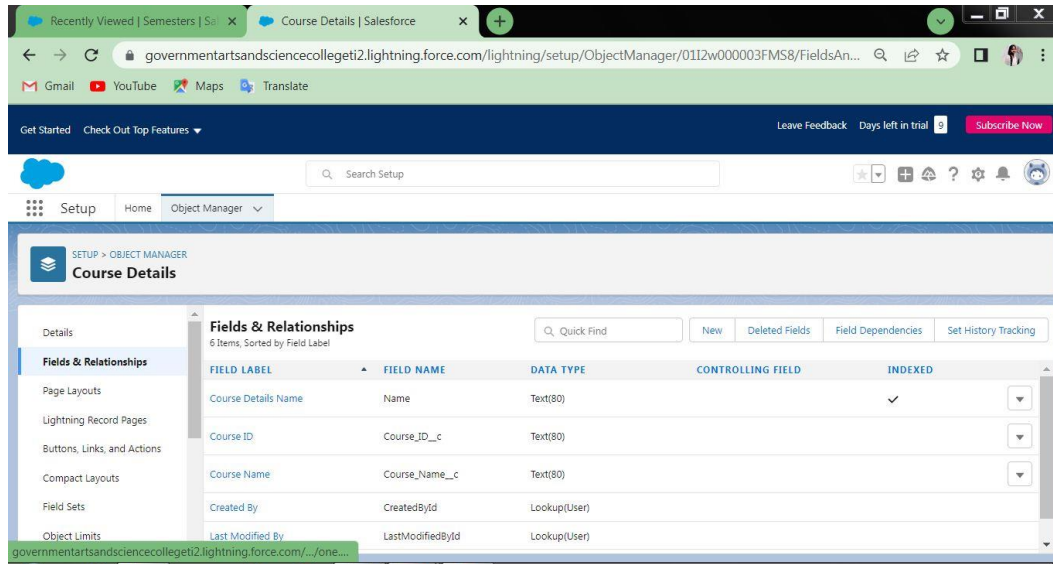 Recently Viewed | Semesters | Sal
Course Details | Salesforce
governmentartsandsciencecollegeti2.lightning.force.com/lightning/setup/ObjectManager/01I2w000003FMS8/FieldsAn...
Gmail YouTube Maps Translate
Get Started Check Out Top Features Leave Feedback Days left in trial 9 Subscribe Now
Search Setup
Setup Home Object Manager
SETUP > OBJECT MANAGER
Course Details
Details
Fields & Relationships
Page Layouts
Lightning Record Pages
Buttons, Links, and Actions
Compact Layouts
Field Sets
Object Limits
Fields & Relationships
6 Items, Sorted by Field Label
Quick Find New Deleted Fields Field Dependencies Set History Tracking
FIELD LABEL FIELD NAME DATA TYPE CONTROLLING FIELD INDEXED
Course Details Name Name Text(80)
Course ID Course_ID__c Text(80)
Course Name Course_Name__c Text(80)
Created By CreatedById Lookup(User)
Last Modified By LastModifiedById Lookup(User)
governmentartsandsciencecollegeti2.lightning.force.com/.../one....